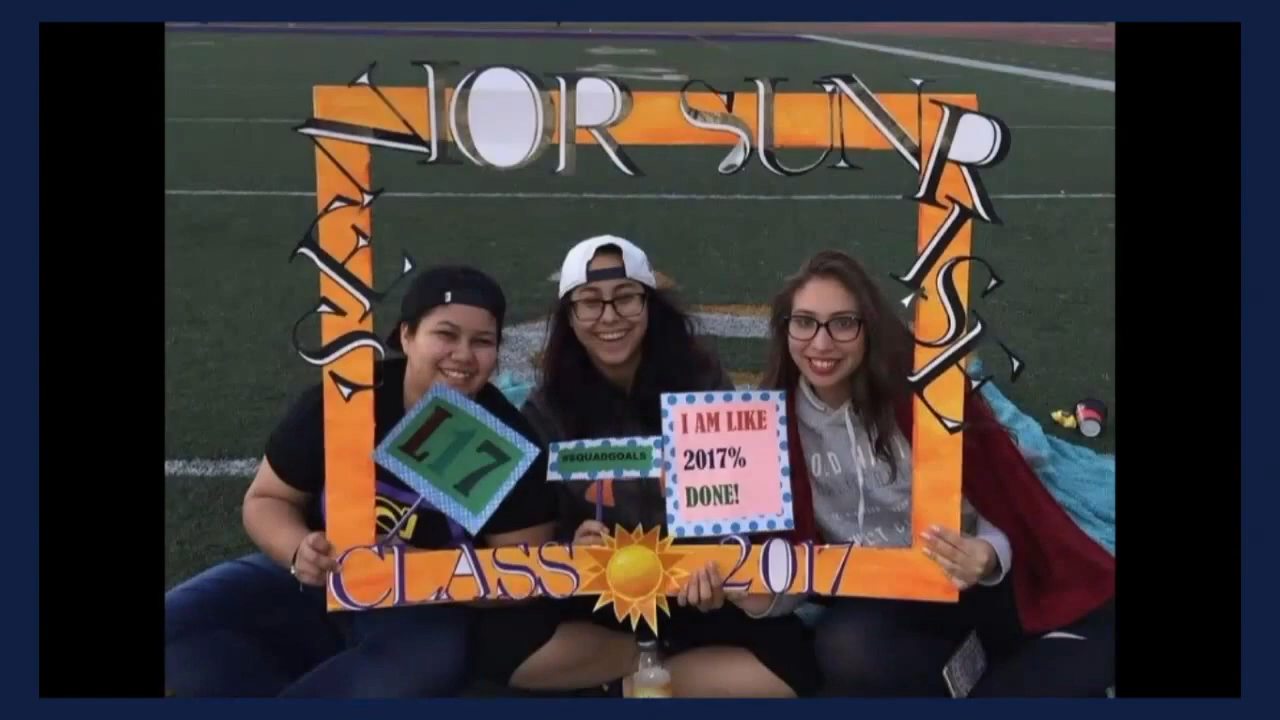 SENIOR SUNRISE
L17
#SQUADGOALS
I AM LIKE
2017%
DONE!
CLASS 2017